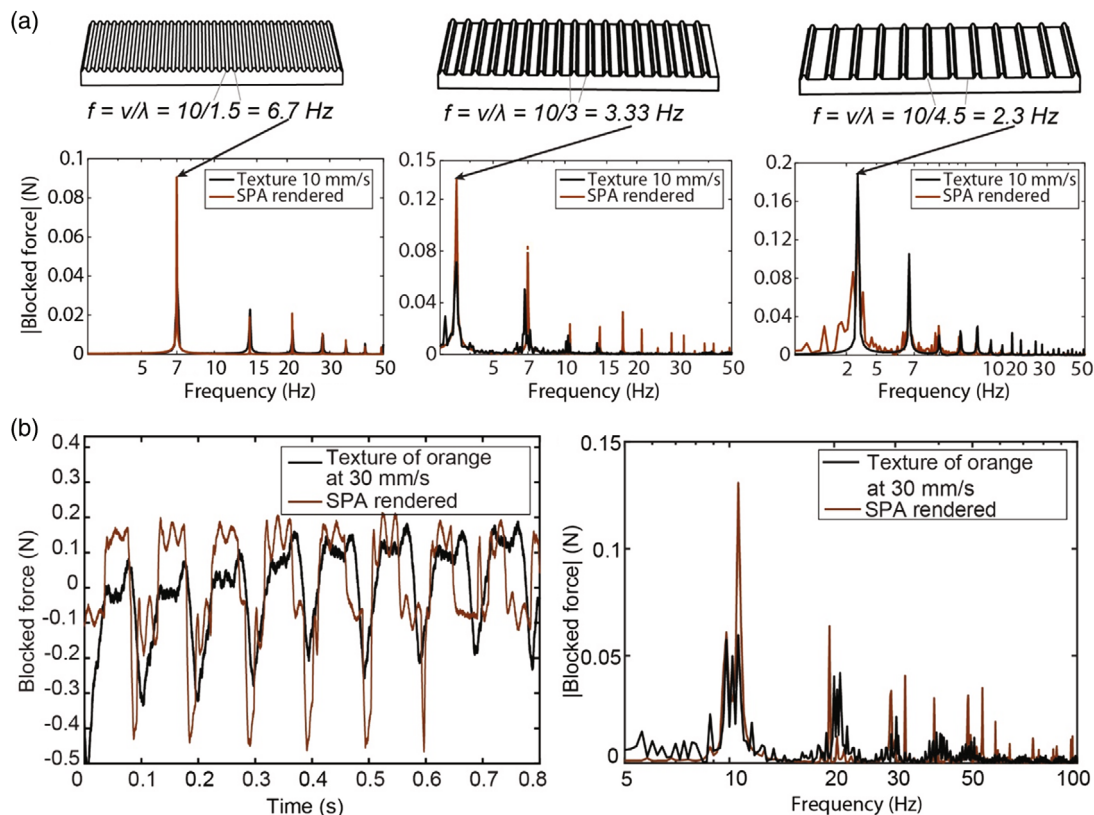 (a)
f = v/λ = 10/1.5 = 6.7 Hz
f = v/λ = 10/3 = 3.33 Hz
f = v/λ = 10/4.5 = 2.3 Hz
|Blocked force| (N)
0.1
0.08
0.06
0.04
0.02
0
Texture 10 mm/s
SPA rendered
5 7 10 15 20 30 50
Frequency (Hz)
0.15
0.12
0.08
0.04
0
Texture 10 mm/s
SPA rendered
5 7 10 15 20 30 50
Frequency (Hz)
0.2
0.16
0.12
0.08
0.04
0
Texture 10 mm/s
SPA rendered
2 5 7 10 20 30 50
Frequency (Hz)
(b)
Blocked force (N)
0.4
0.3
0.2
0.1
0
-0.1
-0.2
-0.3
-0.4
-0.5
Texture of orange
at 30 mm/s
SPA rendered
0 0.1 0.2 0.3 0.4 0.5 0.6 0.7 0.8
Time (s)
|Blocked force| (N)
0.15
0.1
0.05
0
Texture of orange
at 30 mm/s
SPA rendered
5 10 20 30 50 100
Frequency (Hz)